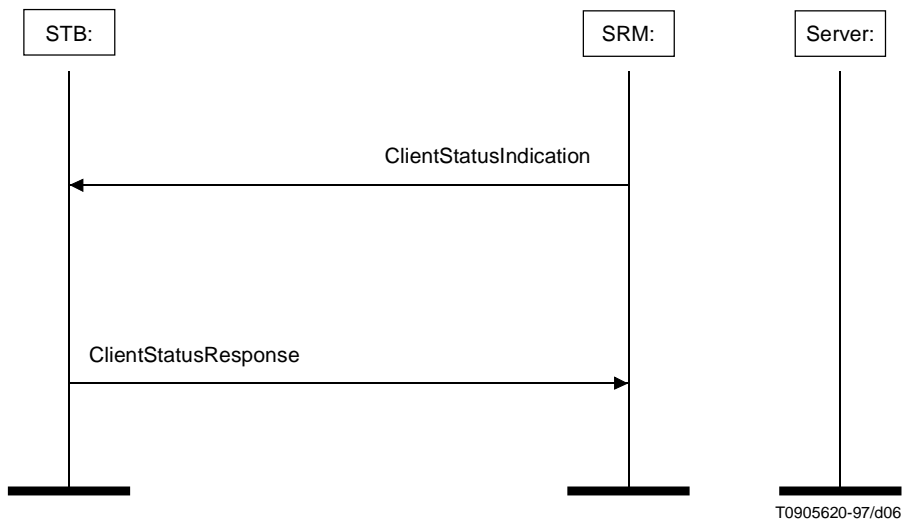 STB:
SRM:
Server:
ClientStatusIndication
ClientStatusResponse
T0905620-97/d06